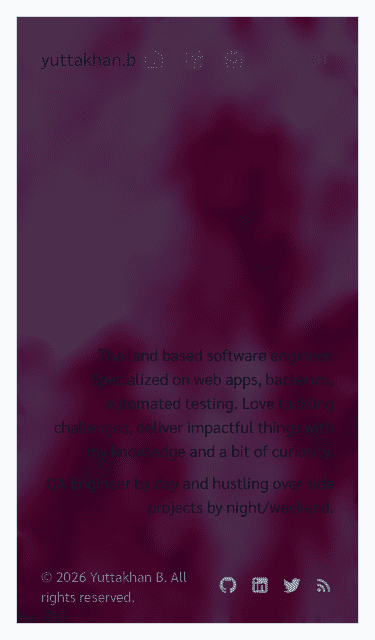 yuttakhan.b
Thailand based software engineer.
Specialized on web apps, backends,
automated testing. Love tackling
challenges, deliver impactful things with
my knowledge and a bit of curiosity.
QA Engineer by day and hustling over side
projects by night/weekend.
© 2026 Yuttakhan B. All
rights reserved.